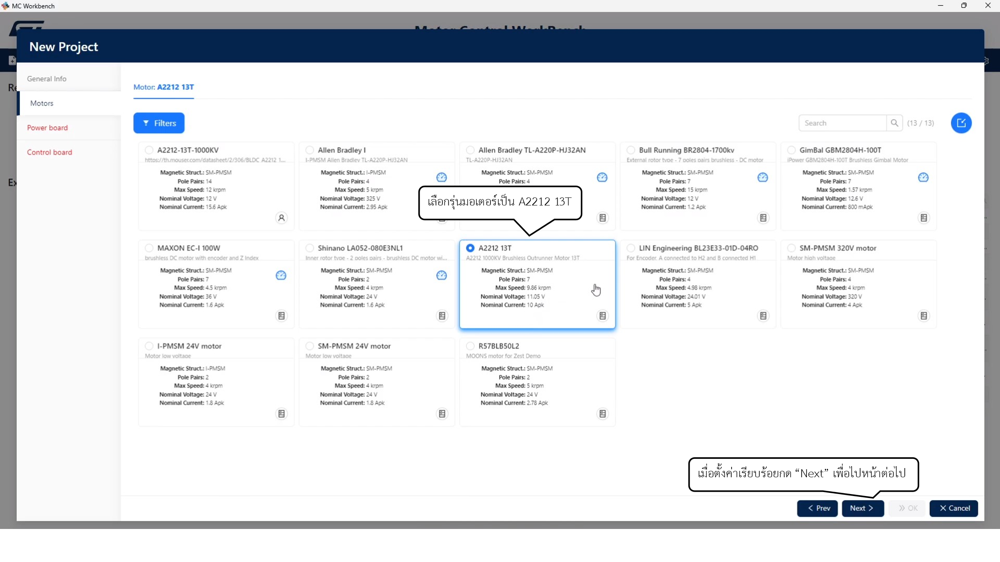 MC Workbench
Motor Control WorkBench
New Project
General Info
Motors
Power board
Control board
Motor: A2212 13T
Filters
Search
(13 / 13)
A2212-13T-1000KV
https://th.mouser.com/datasheet/2/306/BLDC_A2212_1...
Magnetic Struct.: SM-PMSM
Pole Pairs: 14
Max Speed: 12 krpm
Nominal Voltage: 12 V
Nominal Current: 15.6 Apk
Allen Bradley I
I-PMSM Allen Bradley TL-A220P-HJ32AN
Magnetic Struct.: I-PMSM
Pole Pairs: 4
Max Speed: 5 krpm
Nominal Voltage: 325 V
Nominal Current: 2.95 Apk
Allen Bradley TL-A220P-HJ32AN
TL-A220P-HJ32AN
Magnetic Struct.: SM-PMSM
Pole Pairs: 4
เลือกรุ่นมอเตอร์เป็น A2212 13T
Bull Running BR2804-1700kv
External rotor type - 7 poles pairs brushless - DC motor
Magnetic Struct.: SM-PMSM
Pole Pairs: 7
Max Speed: 15 krpm
Nominal Voltage: 12 V
Nominal Current: 1.2 Apk
GimBal GBM2804H-100T
iPower GBM2804H-100T Brushless Gimbal Motor
Magnetic Struct.: SM-PMSM
Pole Pairs: 7
Max Speed: 1.57 krpm
Nominal Voltage: 12.6 V
Nominal Current: 800 mApk
MAXON EC-I 100W
brushless DC motor with encoder and Z Index
Magnetic Struct.: SM-PMSM
Pole Pairs: 7
Max Speed: 4.5 krpm
Nominal Voltage: 36 V
Nominal Current: 1.6 Apk
Shinano LA052-080E3NL1
Inner rotor type - 2 poles pairs - brushless DC motor wi...
Magnetic Struct.: SM-PMSM
Pole Pairs: 2
Max Speed: 4 krpm
Nominal Voltage: 24 V
Nominal Current: 1.6 Apk
A2212 13T
A2212 1000KV Brushless Outrunner Motor 13T
Magnetic Struct.: SM-PMSM
Pole Pairs: 7
Max Speed: 9.86 krpm
Nominal Voltage: 11.05 V
Nominal Current: 10 Apk
LIN Engineering BL23E33-01D-04RO
For Encoder. A connected to H2 and B connected H1
Magnetic Struct.: SM-PMSM
Pole Pairs: 4
Max Speed: 4.98 krpm
Nominal Voltage: 24.01 V
Nominal Current: 5 Apk
SM-PMSM 320V motor
Motor high voltage
Magnetic Struct.: SM-PMSM
Pole Pairs: 4
Max Speed: 4 krpm
Nominal Voltage: 320 V
Nominal Current: 4 Apk
I-PMSM 24V motor
Motor low voltage
Magnetic Struct.: I-PMSM
Pole Pairs: 2
Max Speed: 4 krpm
Nominal Voltage: 24 V
Nominal Current: 1.8 Apk
SM-PMSM 24V motor
Motor low voltage
Magnetic Struct.: SM-PMSM
Pole Pairs: 2
Max Speed: 4 krpm
Nominal Voltage: 24 V
Nominal Current: 1.8 Apk
R57BLB50L2
MOONS motor for Zest Demo
Magnetic Struct.: SM-PMSM
Pole Pairs: 2
Max Speed: 5 krpm
Nominal Voltage: 24 V
Nominal Current: 2.78 Apk
เมื่อตั้งค่าเรียบร้อยกด “Next” เพื่อไปหน้าต่อไป
Prev
Next
OK
Cancel